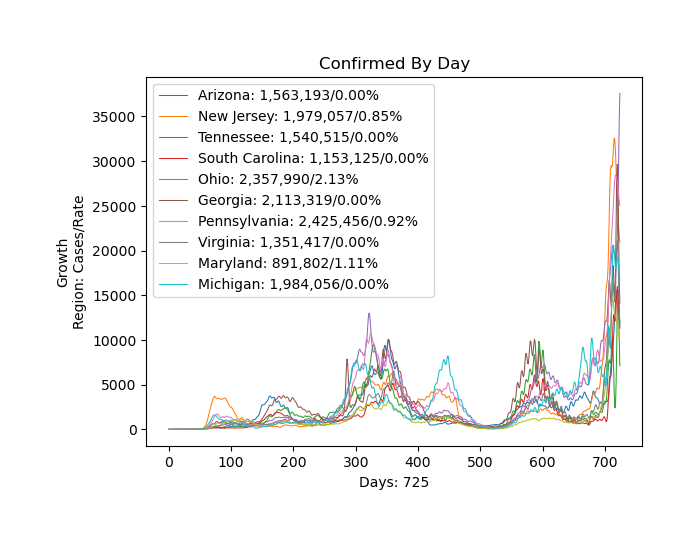 Confirmed By Day
Arizona: 1,563,193/0.00%
New Jersey: 1,979,057/0.85%
Tennessee: 1,540,515/0.00%
South Carolina: 1,153,125/0.00%
Ohio: 2,357,990/2.13%
Georgia: 2,113,319/0.00%
Pennsylvania: 2,425,456/0.92%
Virginia: 1,351,417/0.00%
Maryland: 891,802/1.11%
Michigan: 1,984,056/0.00%
Growth
Region: Cases/Rate
35000
30000
25000
20000
15000
10000
5000
0
0 100 200 300 400 500 600 700
Days: 725